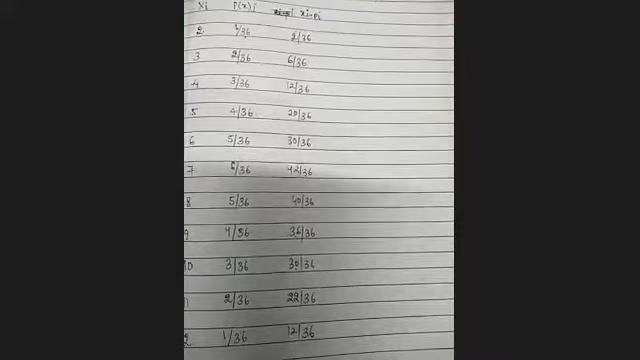 xi P(x)i xi-pi
2 1/36 2/36
3 2/36 6/36
4 3/36 12/36
5 4/36 20/36
6 5/36 30/36
7 6/36 42/36
8 5/36 40/36
9 4/36 36/36
10 3/36 30/36
11 2/36 22/36
2 1/36 12/36